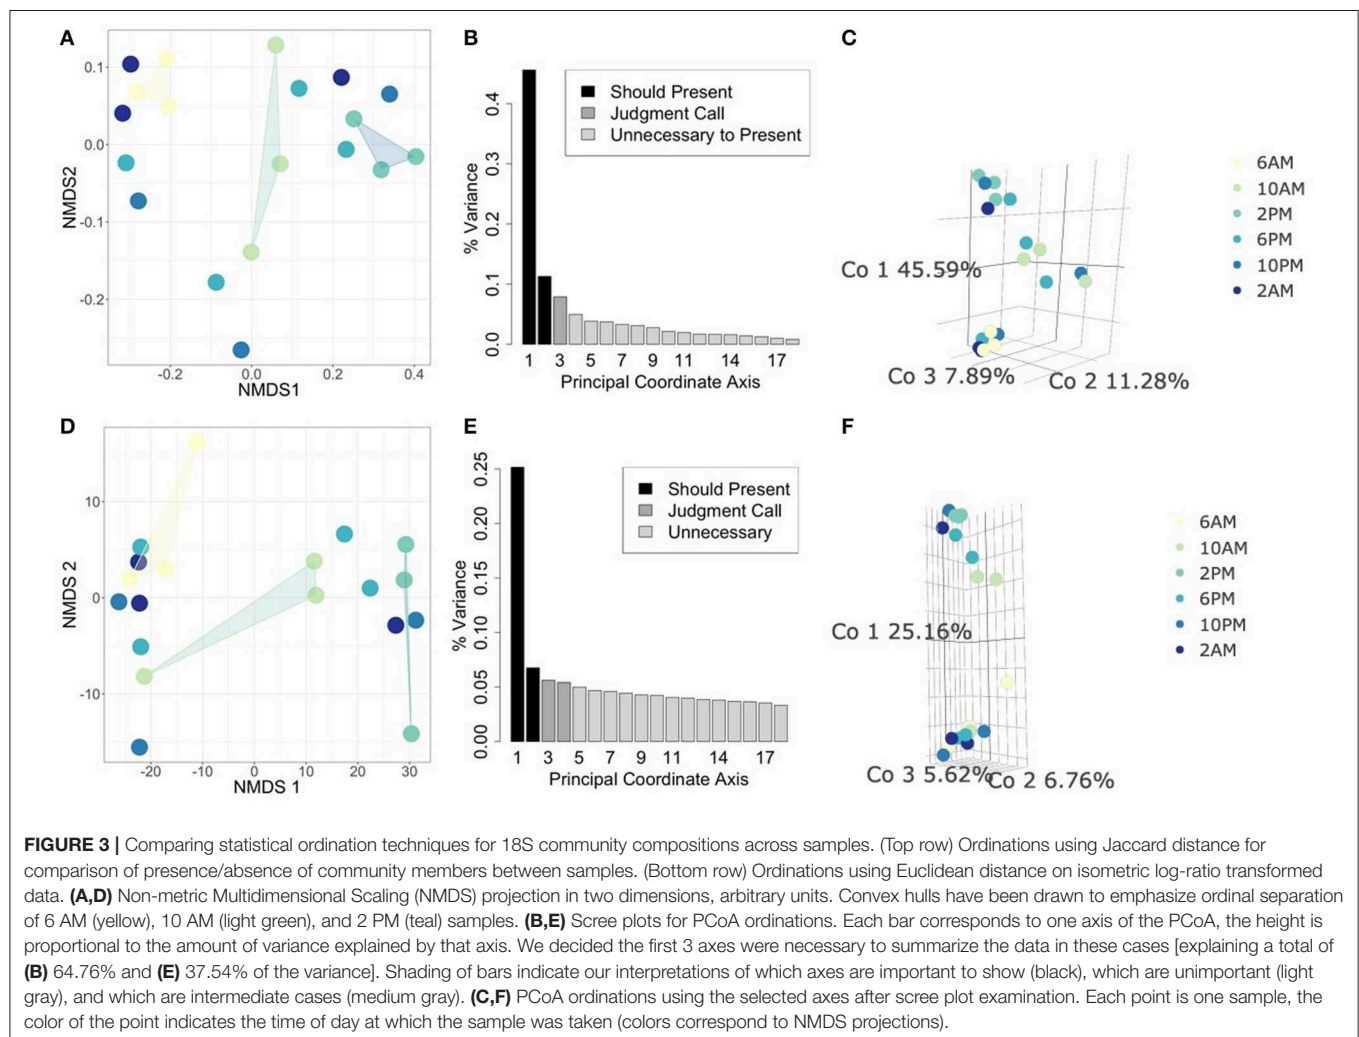 A
0.1
0.0
-0.1
-0.2
NMDS2
-0.2
0.0
0.2
0.4
NMDS1
B
Should Present
Judgment Call
Unnecessary to Present
% Variance
0.4
0.3
0.2
0.1
0.0
1
3
5
7
9
11
14
17
Principal Coordinate Axis
C
Co 1 45.59%
Co 3 7.89%
Co 2 11.28%
6AM
10AM
2PM
6PM
10PM
2AM
D
10
0
-10
NMDS 2
-20
-10
0
10
20
30
NMDS 1
E
Should Present
Judgment Call
Unnecessary
% Variance
0.25
0.20
0.15
0.10
0.05
0.00
1
3
5
7
9
11
14
17
Principal Coordinate Axis
F
Co 1 25.16%
Co 3 5.62%
Co 2 6.76%
6AM
10AM
2PM
6PM
10PM
2AM
FIGURE 3 | Comparing statistical ordination techniques for 18S community compositions across samples. (Top row) Ordinations using Jaccard distance for
comparison of presence/absence of community members between samples. (Bottom row) Ordinations using Euclidean distance on isometric log-ratio transformed
data. (A,D) Non-metric Multidimensional Scaling (NMDS) projection in two dimensions, arbitrary units. Convex hulls have been drawn to emphasize ordinal separation
of 6 AM (yellow), 10 AM (light green), and 2 PM (teal) samples. (B,E) Scree plots for PCoA ordinations. Each bar corresponds to one axis of the PCoA, the height is
proportional to the amount of variance explained by that axis. We decided the first 3 axes were necessary to summarize the data in these cases [explaining a total of
(B) 64.76% and (E) 37.54% of the variance]. Shading of bars indicate our interpretations of which axes are important to show (black), which are unimportant (light
gray), and which are intermediate cases (medium gray). (C,F) PCoA ordinations using the selected axes after scree plot examination. Each point is one sample, the
color of the point indicates the time of day at which the sample was taken (colors correspond to NMDS projections).